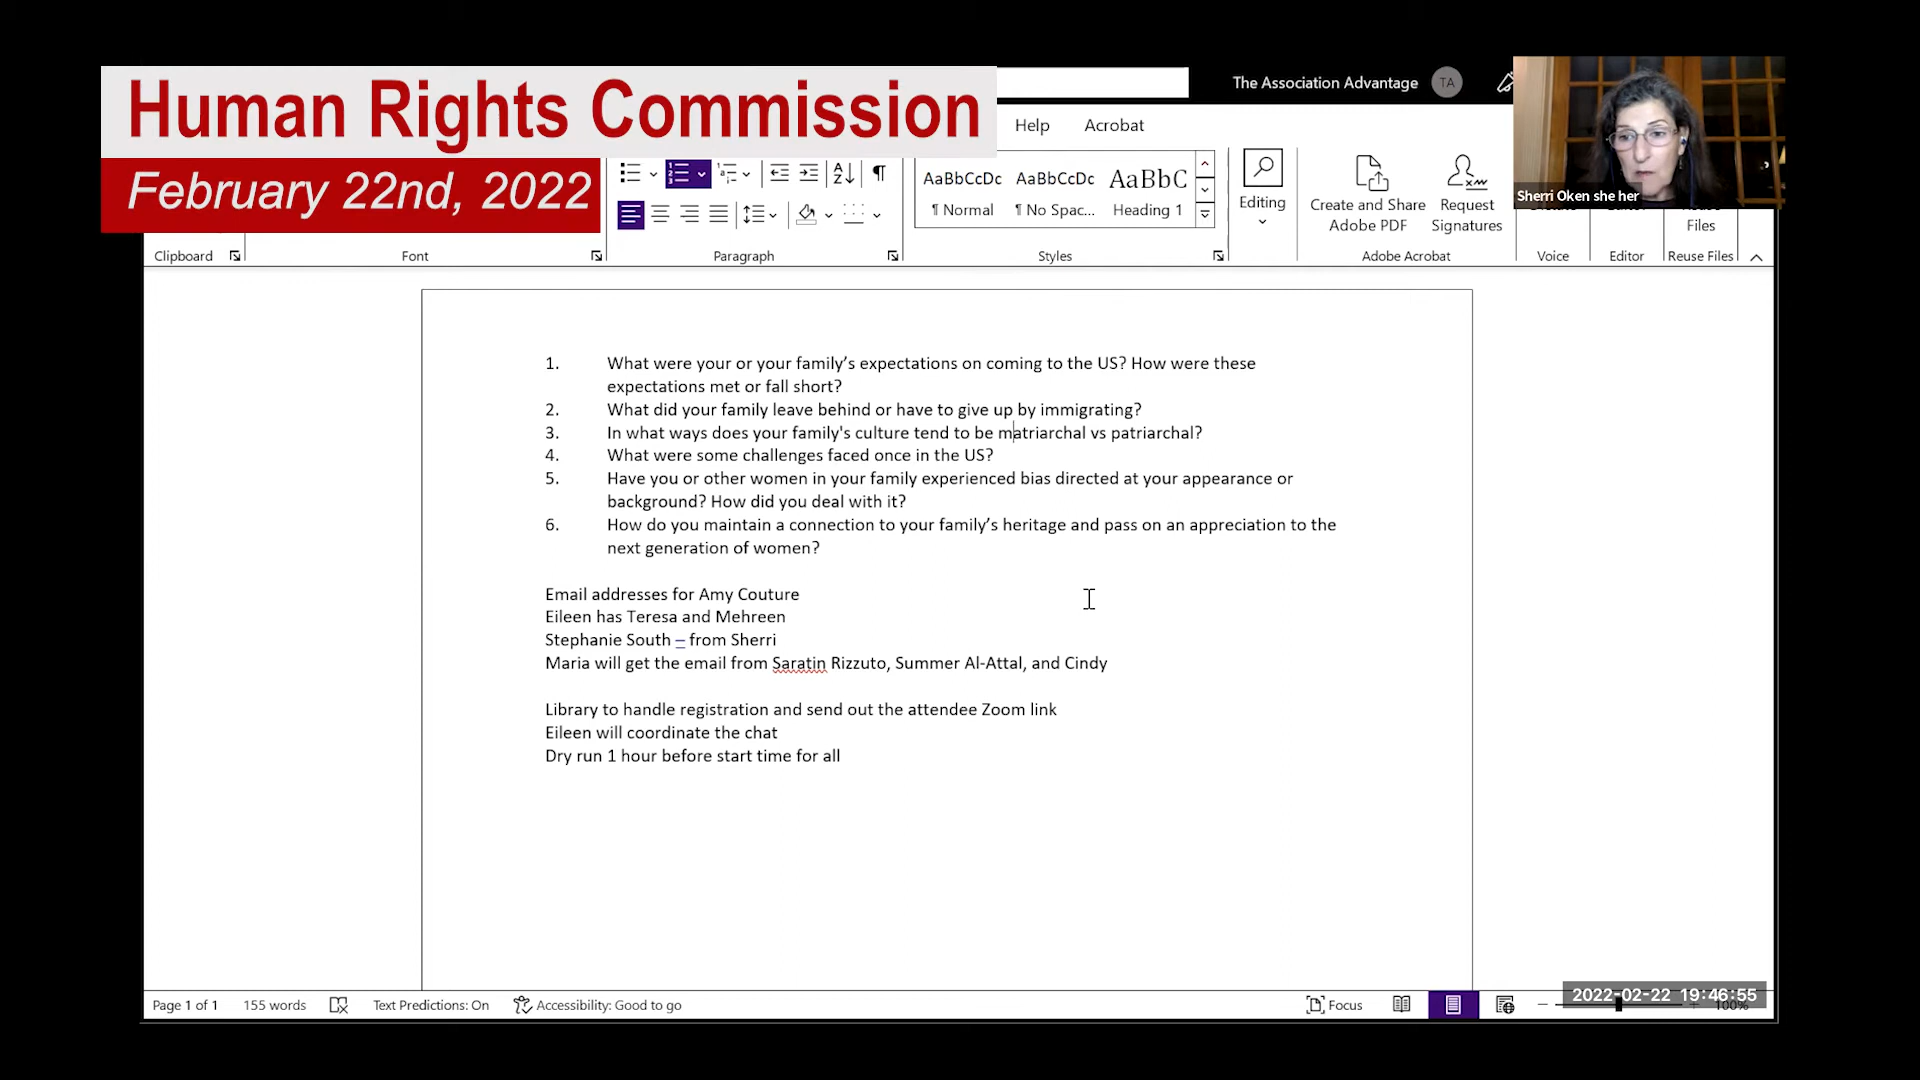 Human Rights Commission
February 22nd, 2022
The Association Advantage TA
Help Acrobat
AaBbCcDc AaBbCcDc AaBbC
¶ Normal ¶ No Spac... Heading 1
Editing
Create and Share
Adobe PDF
Request
Signatures
Files
Sherri Oken she her
Clipboard Font Paragraph Styles Adobe Acrobat Voice Editor Reuse Files
1. What were your or your family’s expectations on coming to the US? How were these
expectations met or fall short?
2. What did your family leave behind or have to give up by immigrating?
3. In what ways does your family's culture tend to be matriarchal vs patriarchal?
4. What were some challenges faced once in the US?
5. Have you or other women in your family experienced bias directed at your appearance or
background? How did you deal with it?
6. How do you maintain a connection to your family’s heritage and pass on an appreciation to the
next generation of women?
Email addresses for Amy Couture
Eileen has Teresa and Mehreen
Stephanie South – from Sherri
Maria will get the email from Saratin Rizzuto, Summer Al-Attal, and Cindy
Library to handle registration and send out the attendee Zoom link
Eileen will coordinate the chat
Dry run 1 hour before start time for all
Page 1 of 1 155 words Text Predictions: On Accessibility: Good to go Focus 100%
2022-02-22 19:46:55